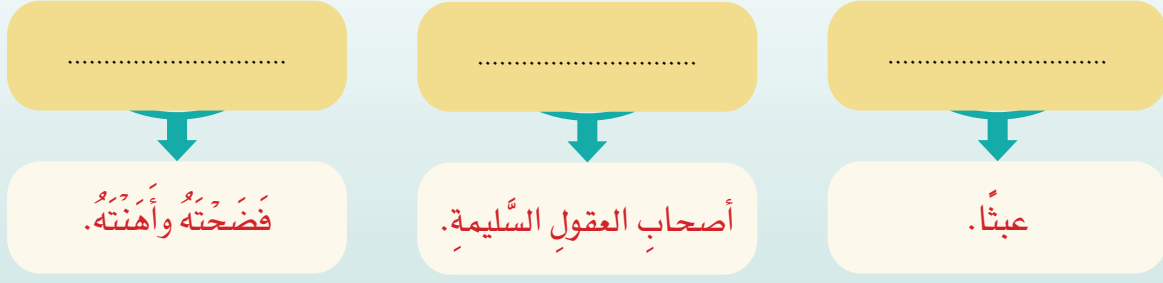 ..............................
..............................
..............................
عبثًا.
أصحابِ العقولِ السَّليمةِ.
فَضَحْتَهُ وأَهَنْتَهُ.